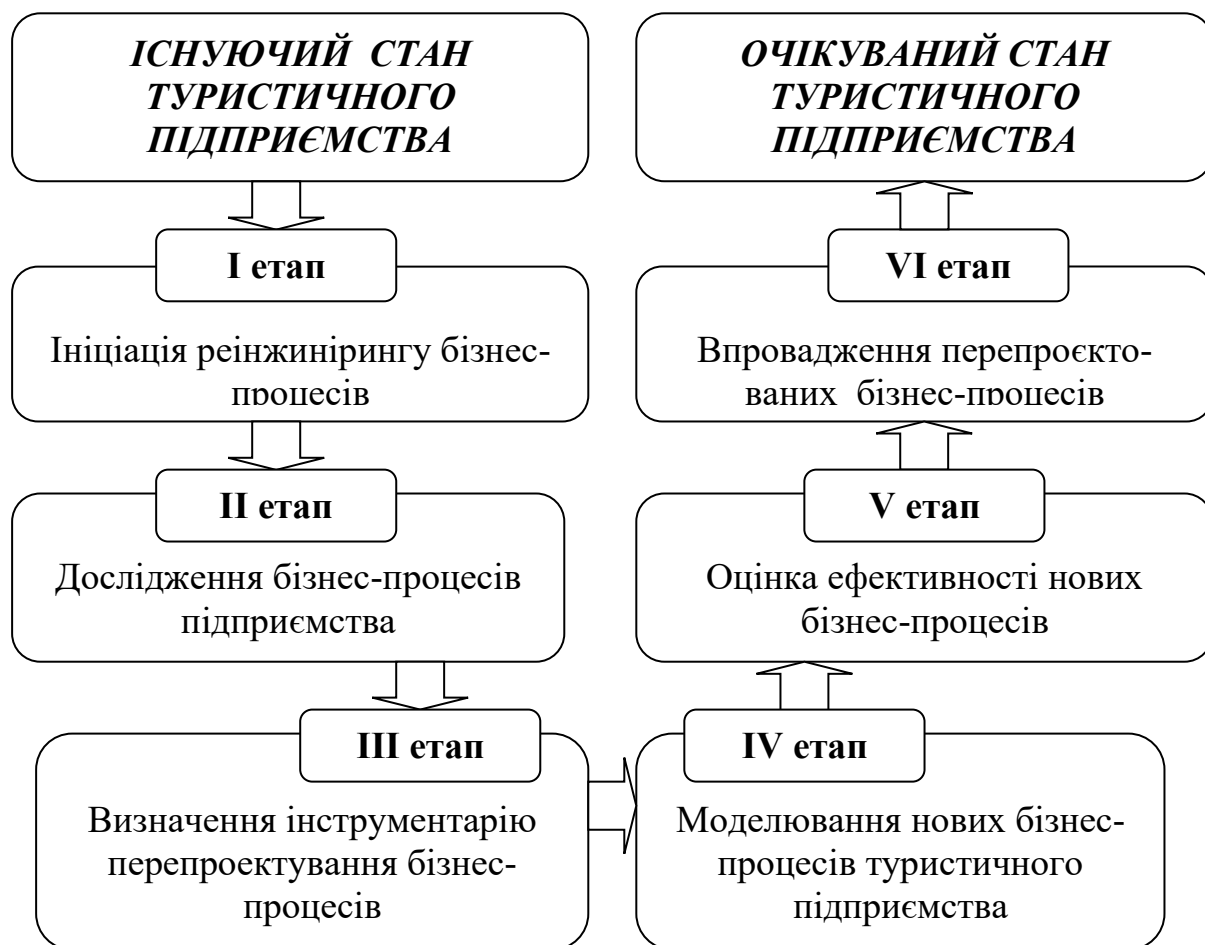 ІСНУЮЧИЙ СТАН
ТУРИСТИЧНОГО
ПІДПРИЄМСТВА
I етап
Ініціація реінжинірингу бізнес-
процесів
II етап
Дослідження бізнес-процесів
підприємства
III етап
Визначення інструментарію
перепроектування бізнес-
процесів
IV етап
Моделювання нових бізнес-
процесів туристичного
підприємства
V етап
Оцінка ефективності нових
бізнес-процесів
VI етап
Впровадження перепроєкто-
ваних бізнес-процесів
ОЧІКУВАНИЙ СТАН
ТУРИСТИЧНОГО
ПІДПРИЄМСТВА